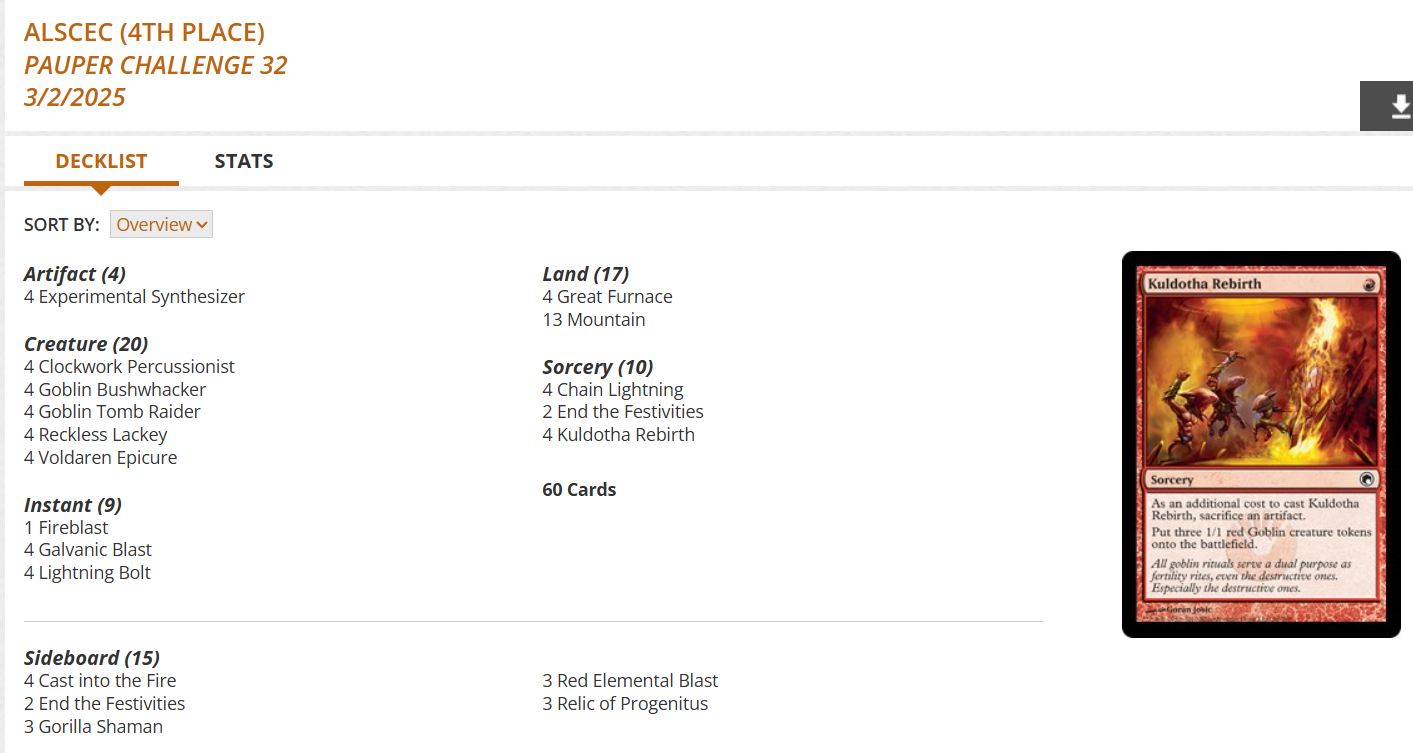 ALSCEC (4TH PLACE)
PAUPER CHALLENGE 32
3/2/2025
DECKLIST
STATS
SORT BY: Overview
Artifact (4)
4 Experimental Synthesizer
Creature (20)
4 Clockwork Percussionist
4 Goblin Bushwhacker
4 Goblin Tomb Raider
4 Reckless Lackey
4 Voldaren Epicure
Instant (9)
1 Fireblast
4 Galvanic Blast
4 Lightning Bolt
Land (17)
4 Great Furnace
13 Mountain
Sorcery (10)
4 Chain Lightning
2 End the Festivities
4 Kuldotha Rebirth
60 Cards
Kuldotha Rebirth
Sorcery
As an additional cost to cast Kuldotha
Rebirth, sacrifice an artifact.
Put three 1/1 red Goblin creature tokens
onto the battlefield.
All goblin rituals serve a dual purpose as
fertility rites, even the destructive ones.
Especially the destructive ones.
Goran Josic
Sideboard (15)
4 Cast into the Fire
2 End the Festivities
3 Gorilla Shaman
3 Red Elemental Blast
3 Relic of Progenitus